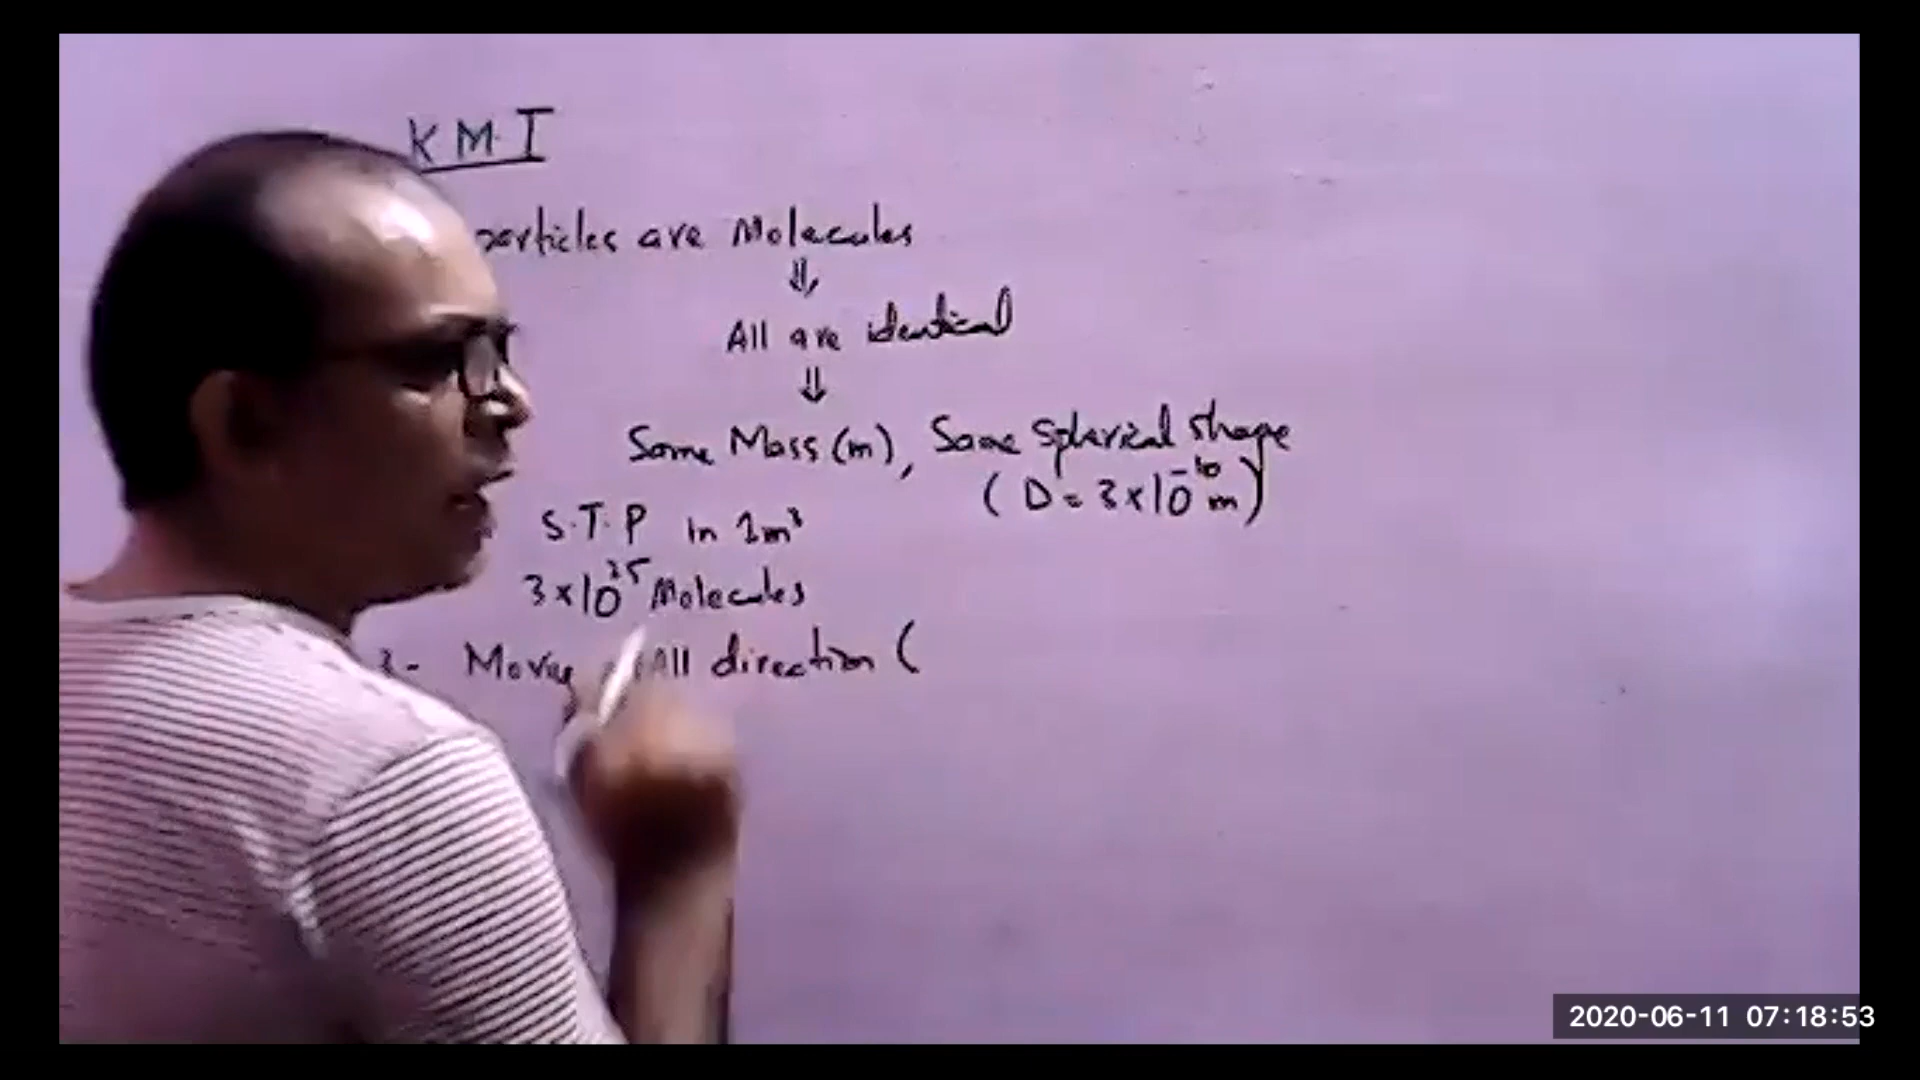 K M T
particles are Molecules
⇓
All are identical
⇓
Same Mass (m), Same Spherical shape
(D = 3 × 10⁻¹⁰ m)
S.T.P in 1m³
3 × 10²⁵ Molecules
3- Moving All direction (
2020-06-11 07:18:53